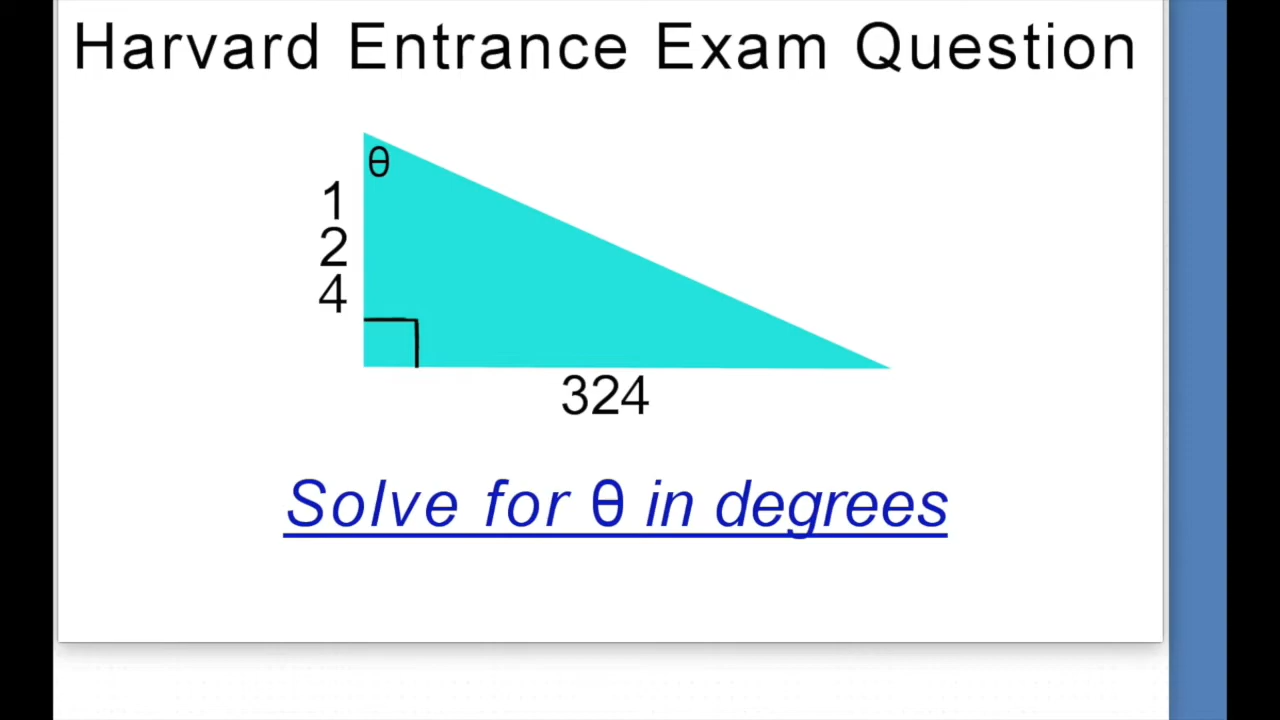 Harvard Entrance Exam Question
θ
1
2
4
324
Solve for θ in degrees